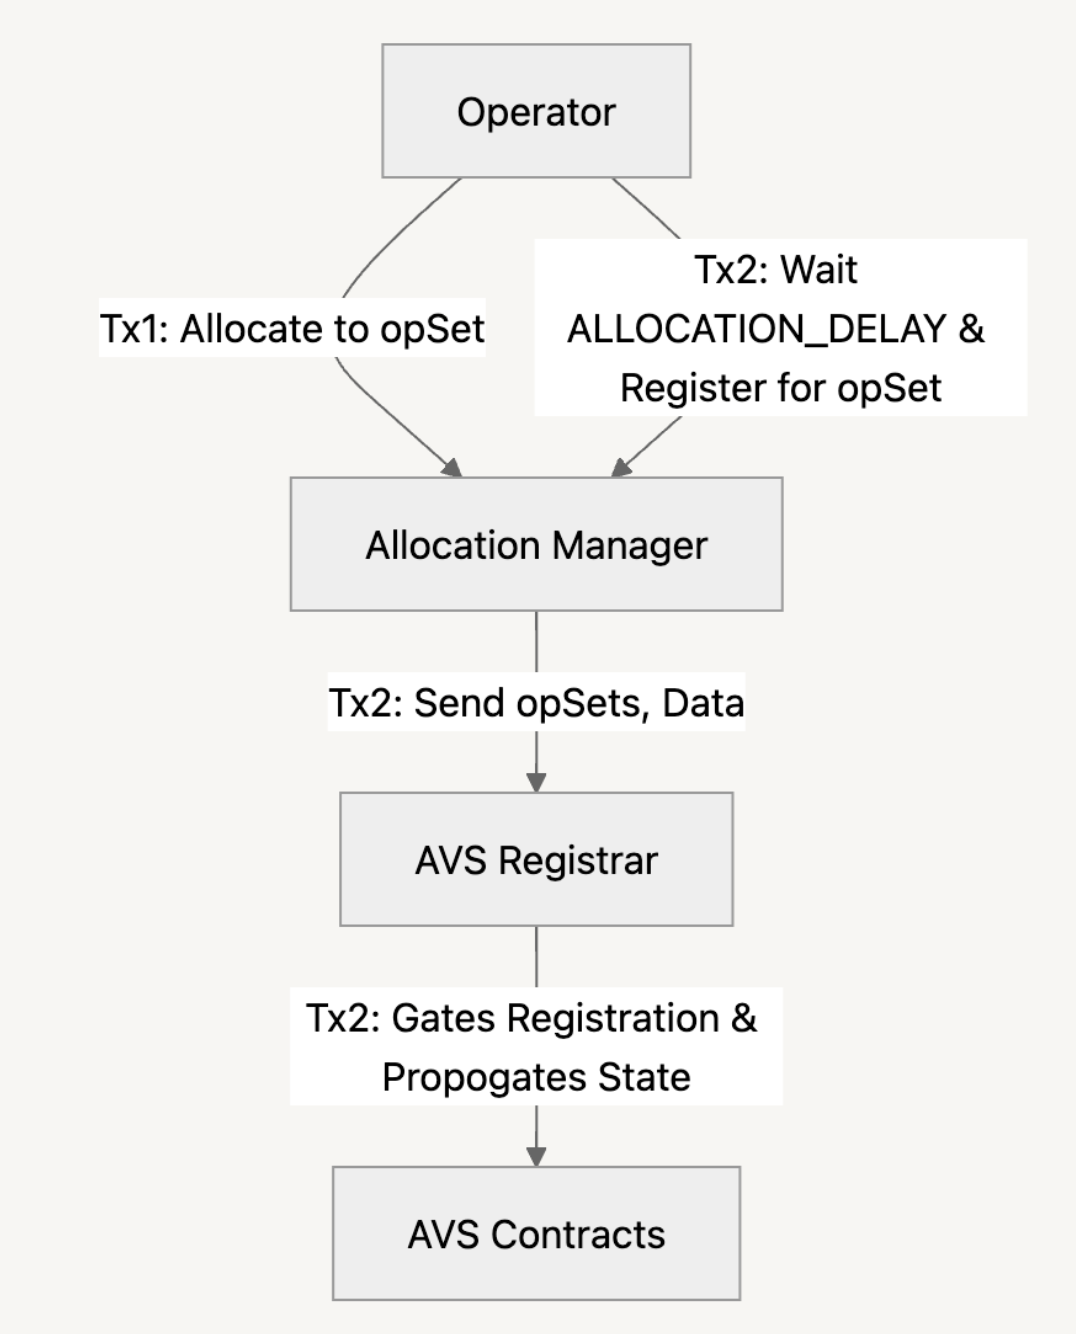 Operator
Tx1: Allocate to opSet
Tx2: Wait
ALLOCATION_DELAY &
Register for opSet
Allocation Manager
Tx2: Send opSets, Data
AVS Registrar
Tx2: Gates Registration &
Propogates State
AVS Contracts